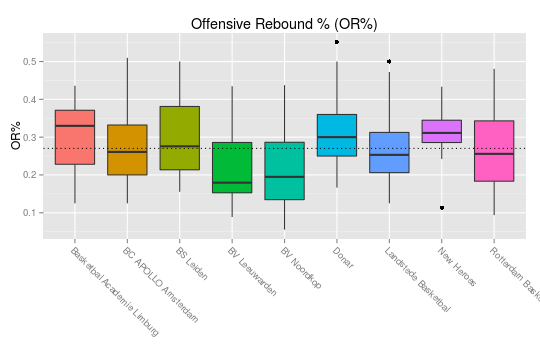 Offensive Rebound % (OR%)
OR%
0.5
0.4
0.3
0.2
0.1
Basketbal Academie Limburg
BC APOLLO Amsterdam
BS Leiden
BV Leeuwarden
BV Noordkop
Donar
Landstede Basketbal
New Heroes
Rotterdam Bask